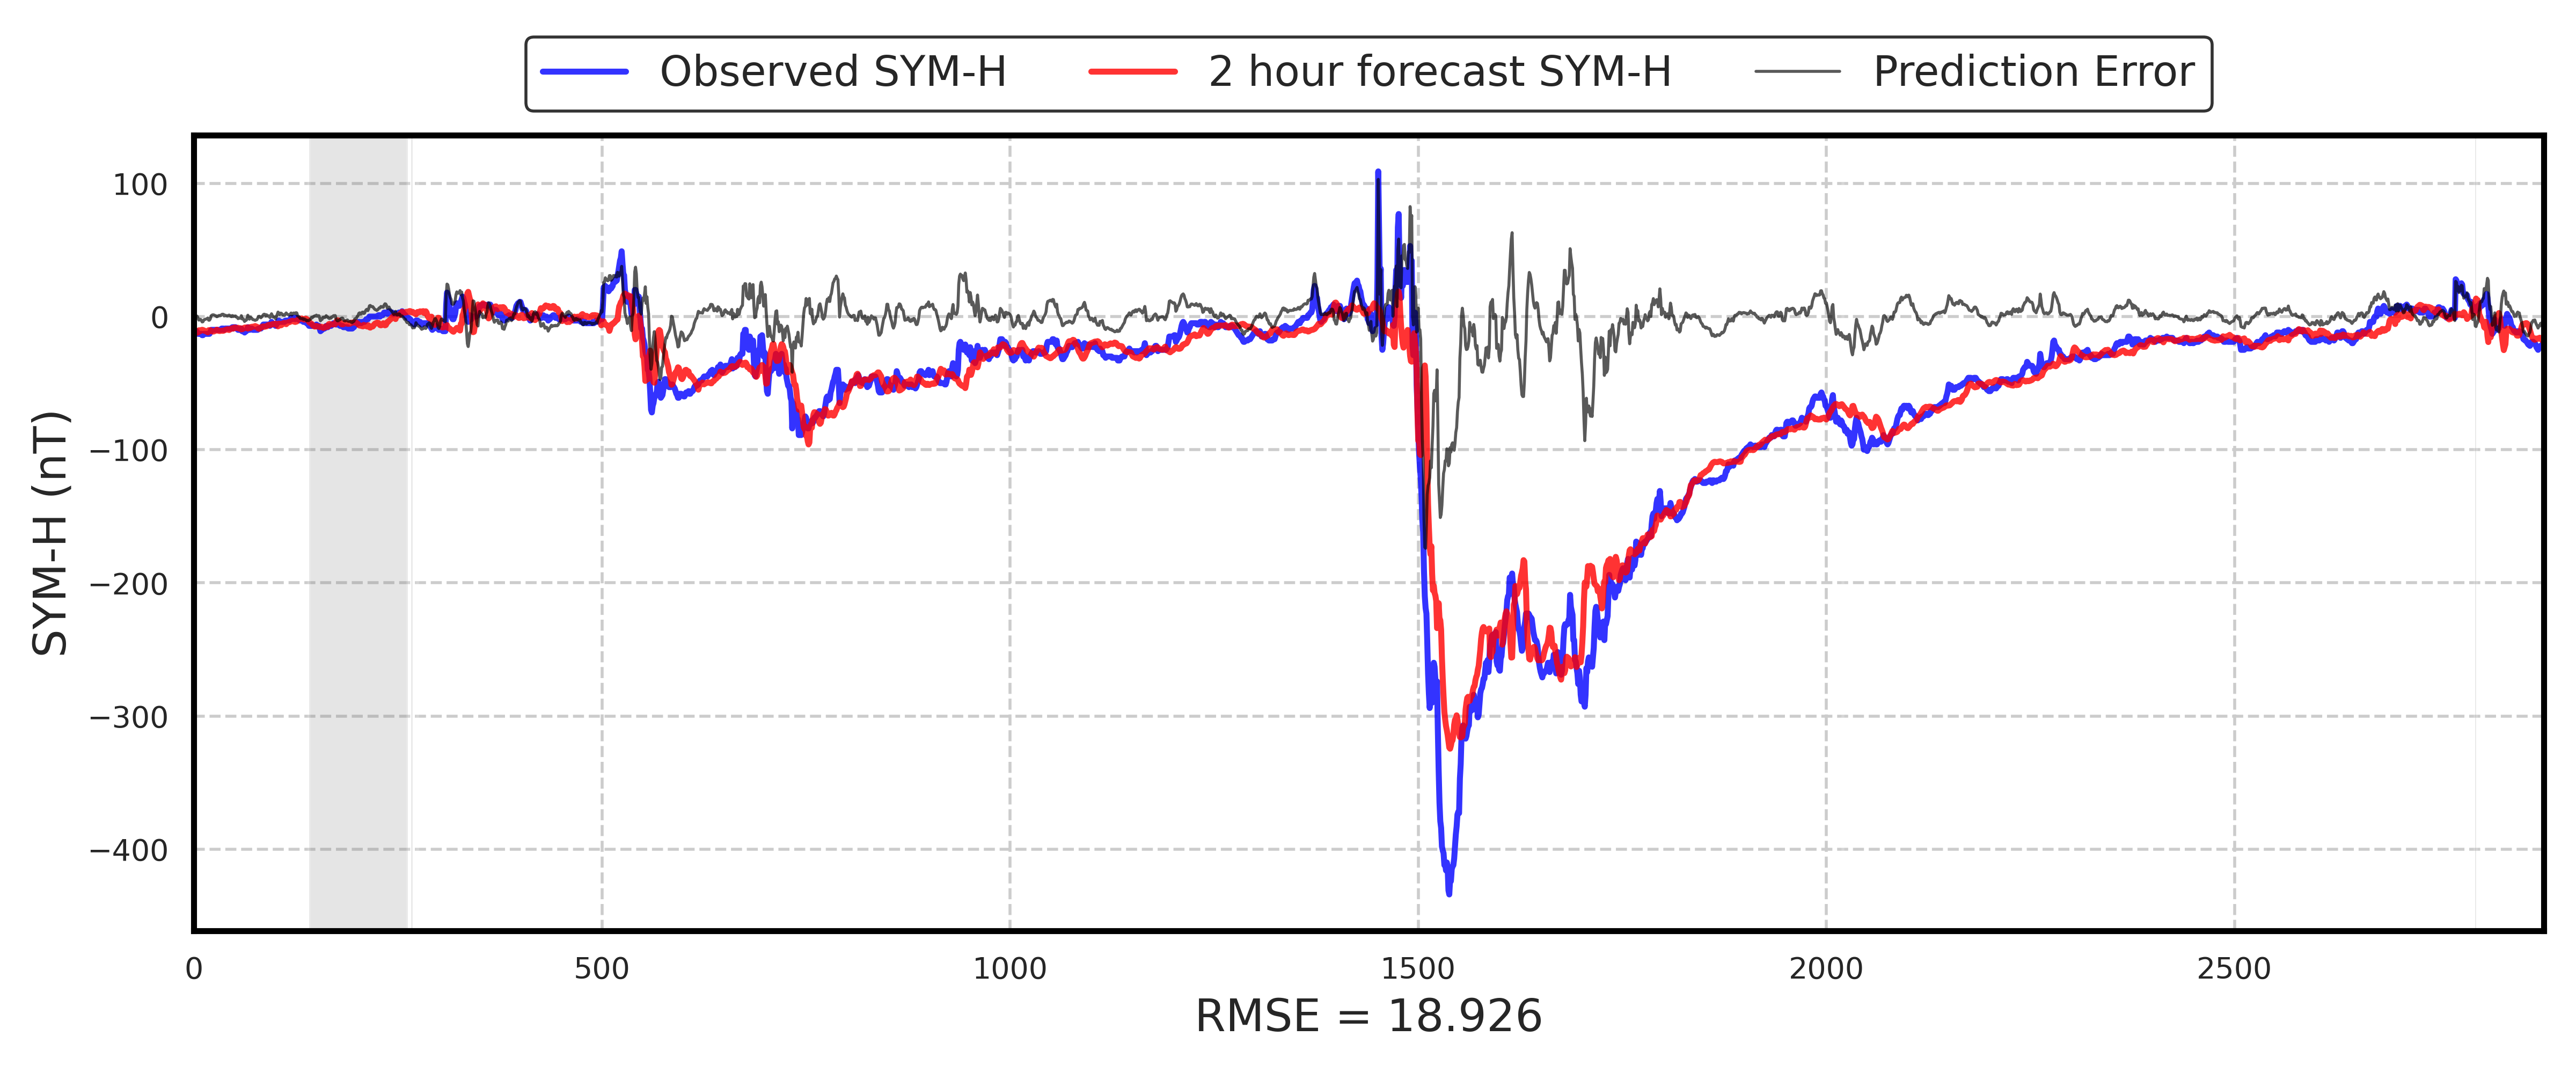 Observed SYM-H 2 hour forecast SYM-H Prediction Error
SYM-H (nT)
100
0
−100
−200
−300
−400
0 500 1000 1500 2000 2500
RMSE = 18.926